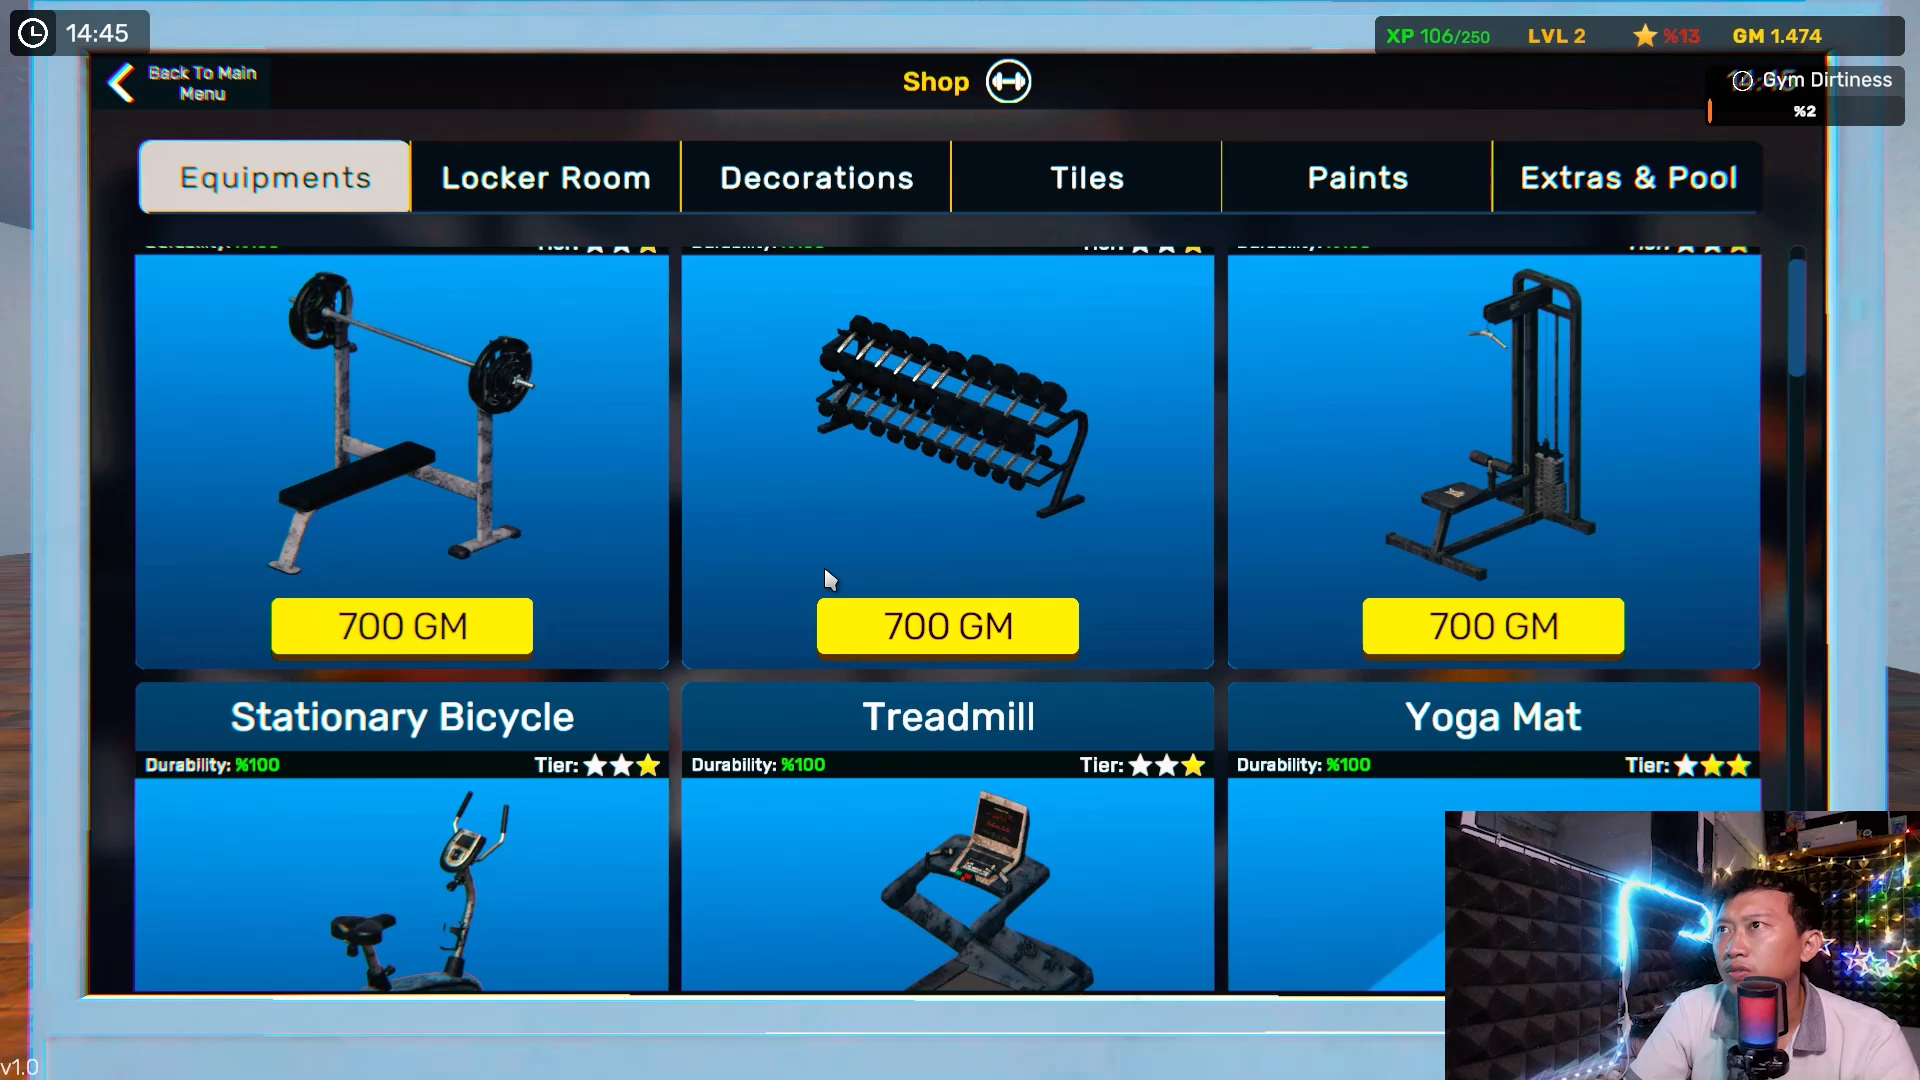 14:45
XP 106/250 LVL 2 %13 GM 1.474
Back To Main
Menu
Shop
Gym Dirtiness
%2
Equipments Locker Room Decorations Tiles Paints Extras & Pool
700 GM 700 GM 700 GM
Stationary Bicycle Treadmill Yoga Mat
Durability: %100 Tier: Durability: %100 Tier: Durability: %100 Tier:
v1.0